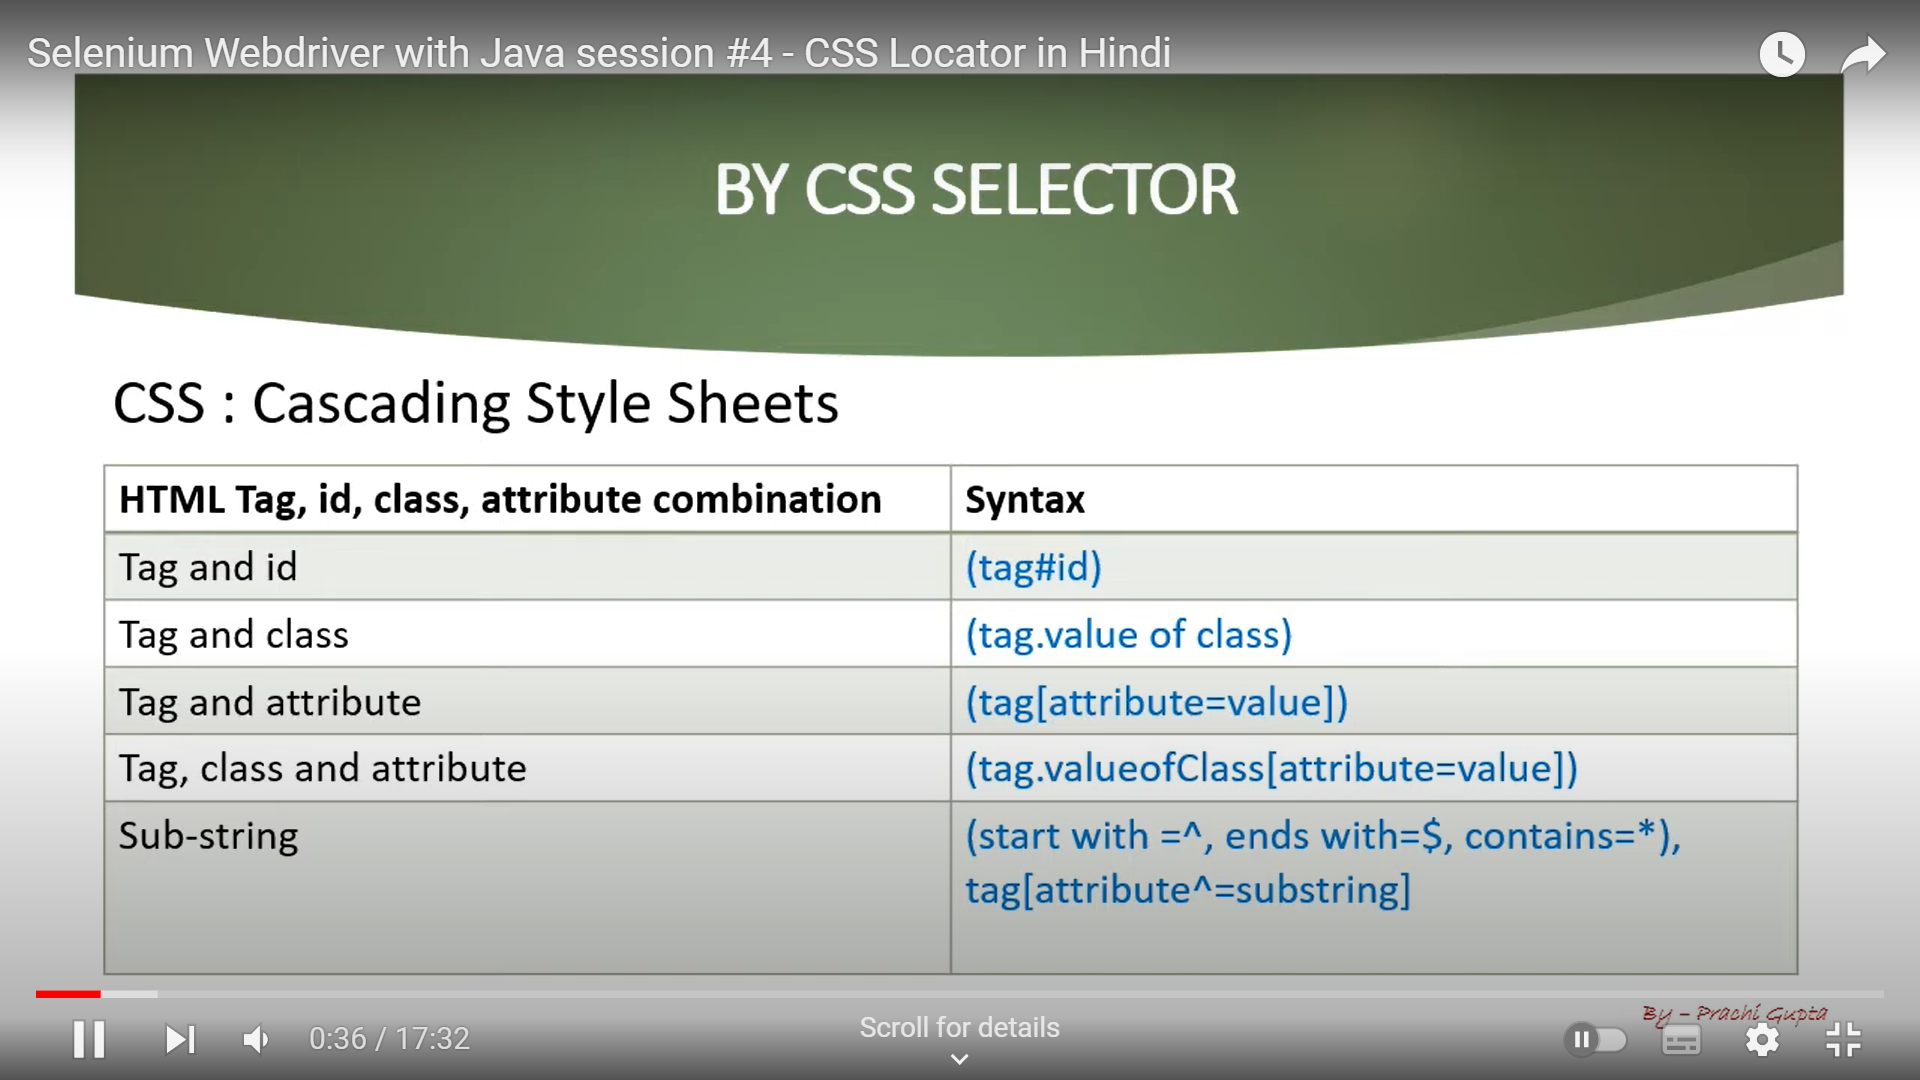 Selenium Webdriver with Java session #4 - CSS Locator in Hindi
BY CSS SELECTOR
CSS : Cascading Style Sheets
HTML Tag, id, class, attribute combination
Syntax
Tag and id
(tag#id)
Tag and class
(tag.value of class)
Tag and attribute
(tag[attribute=value])
Tag, class and attribute
(tag.valueofClass[attribute=value])
Sub-string
(start with =^, ends with=$, contains=*),
tag[attribute^=substring]
By – Prachi Gupta
0:36 / 17:32
Scroll for details